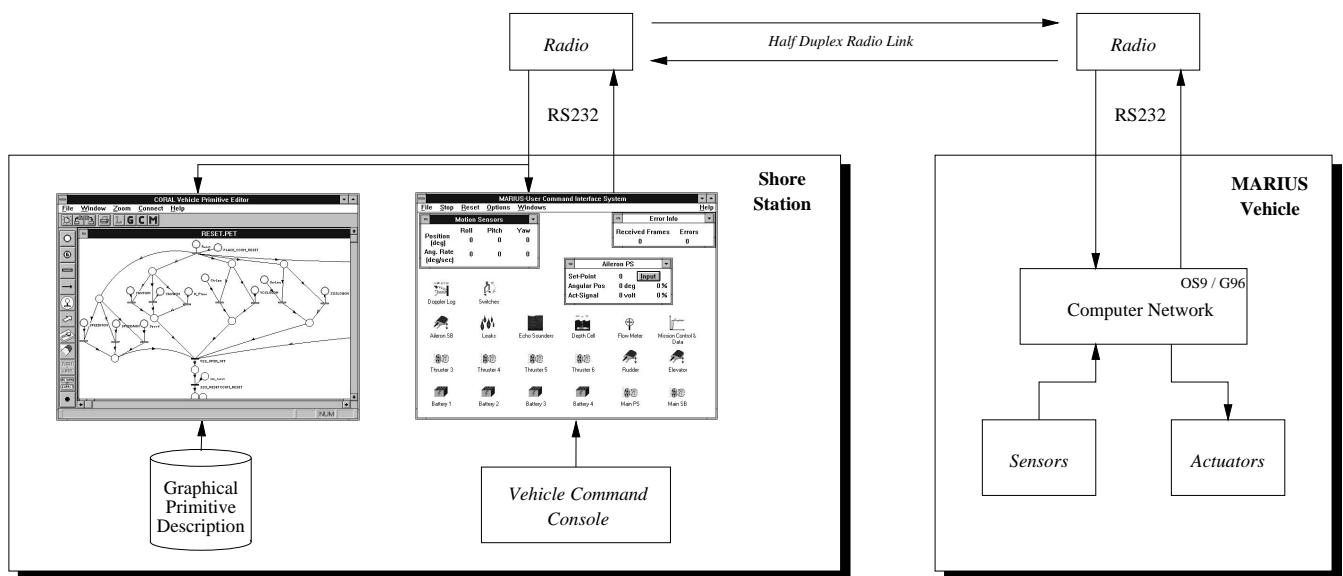 Radio
Half Duplex Radio Link
Radio
RS232
RS232
Shore
Station
MARIUS
Vehicle
CORAL Vehicle Primitive Editor
File Window Zoom Connect Help
L G C M
RESET.PET
NUM
MARIUS-User Command Interface System
File Stop Reset Options Windows Help
Motion Sensors
Roll Pitch Yaw
Position
(deg) 0 0 0
Ang. Rate
(deg/sec) 0 0 0
Error Info
Received Frames Errors
0 0
Aileron PS
Set-Point 0 Input
Angular Pos 0 deg 0 %
Act-Signal 0 volt 0 %
Doppler Log Switches
Aileron SB Leaks Echo Sounders Depth Cell Flow Meter Mission Control &
Data
Thruster 3 Thruster 4 Thruster 5 Thruster 6 Rudder Elevator
Battery 1 Battery 2 Battery 3 Battery 4 Main PS Main SB
OS9 / G96
Computer Network
Sensors
Actuators
Graphical
Primitive
Description
Vehicle Command
Console